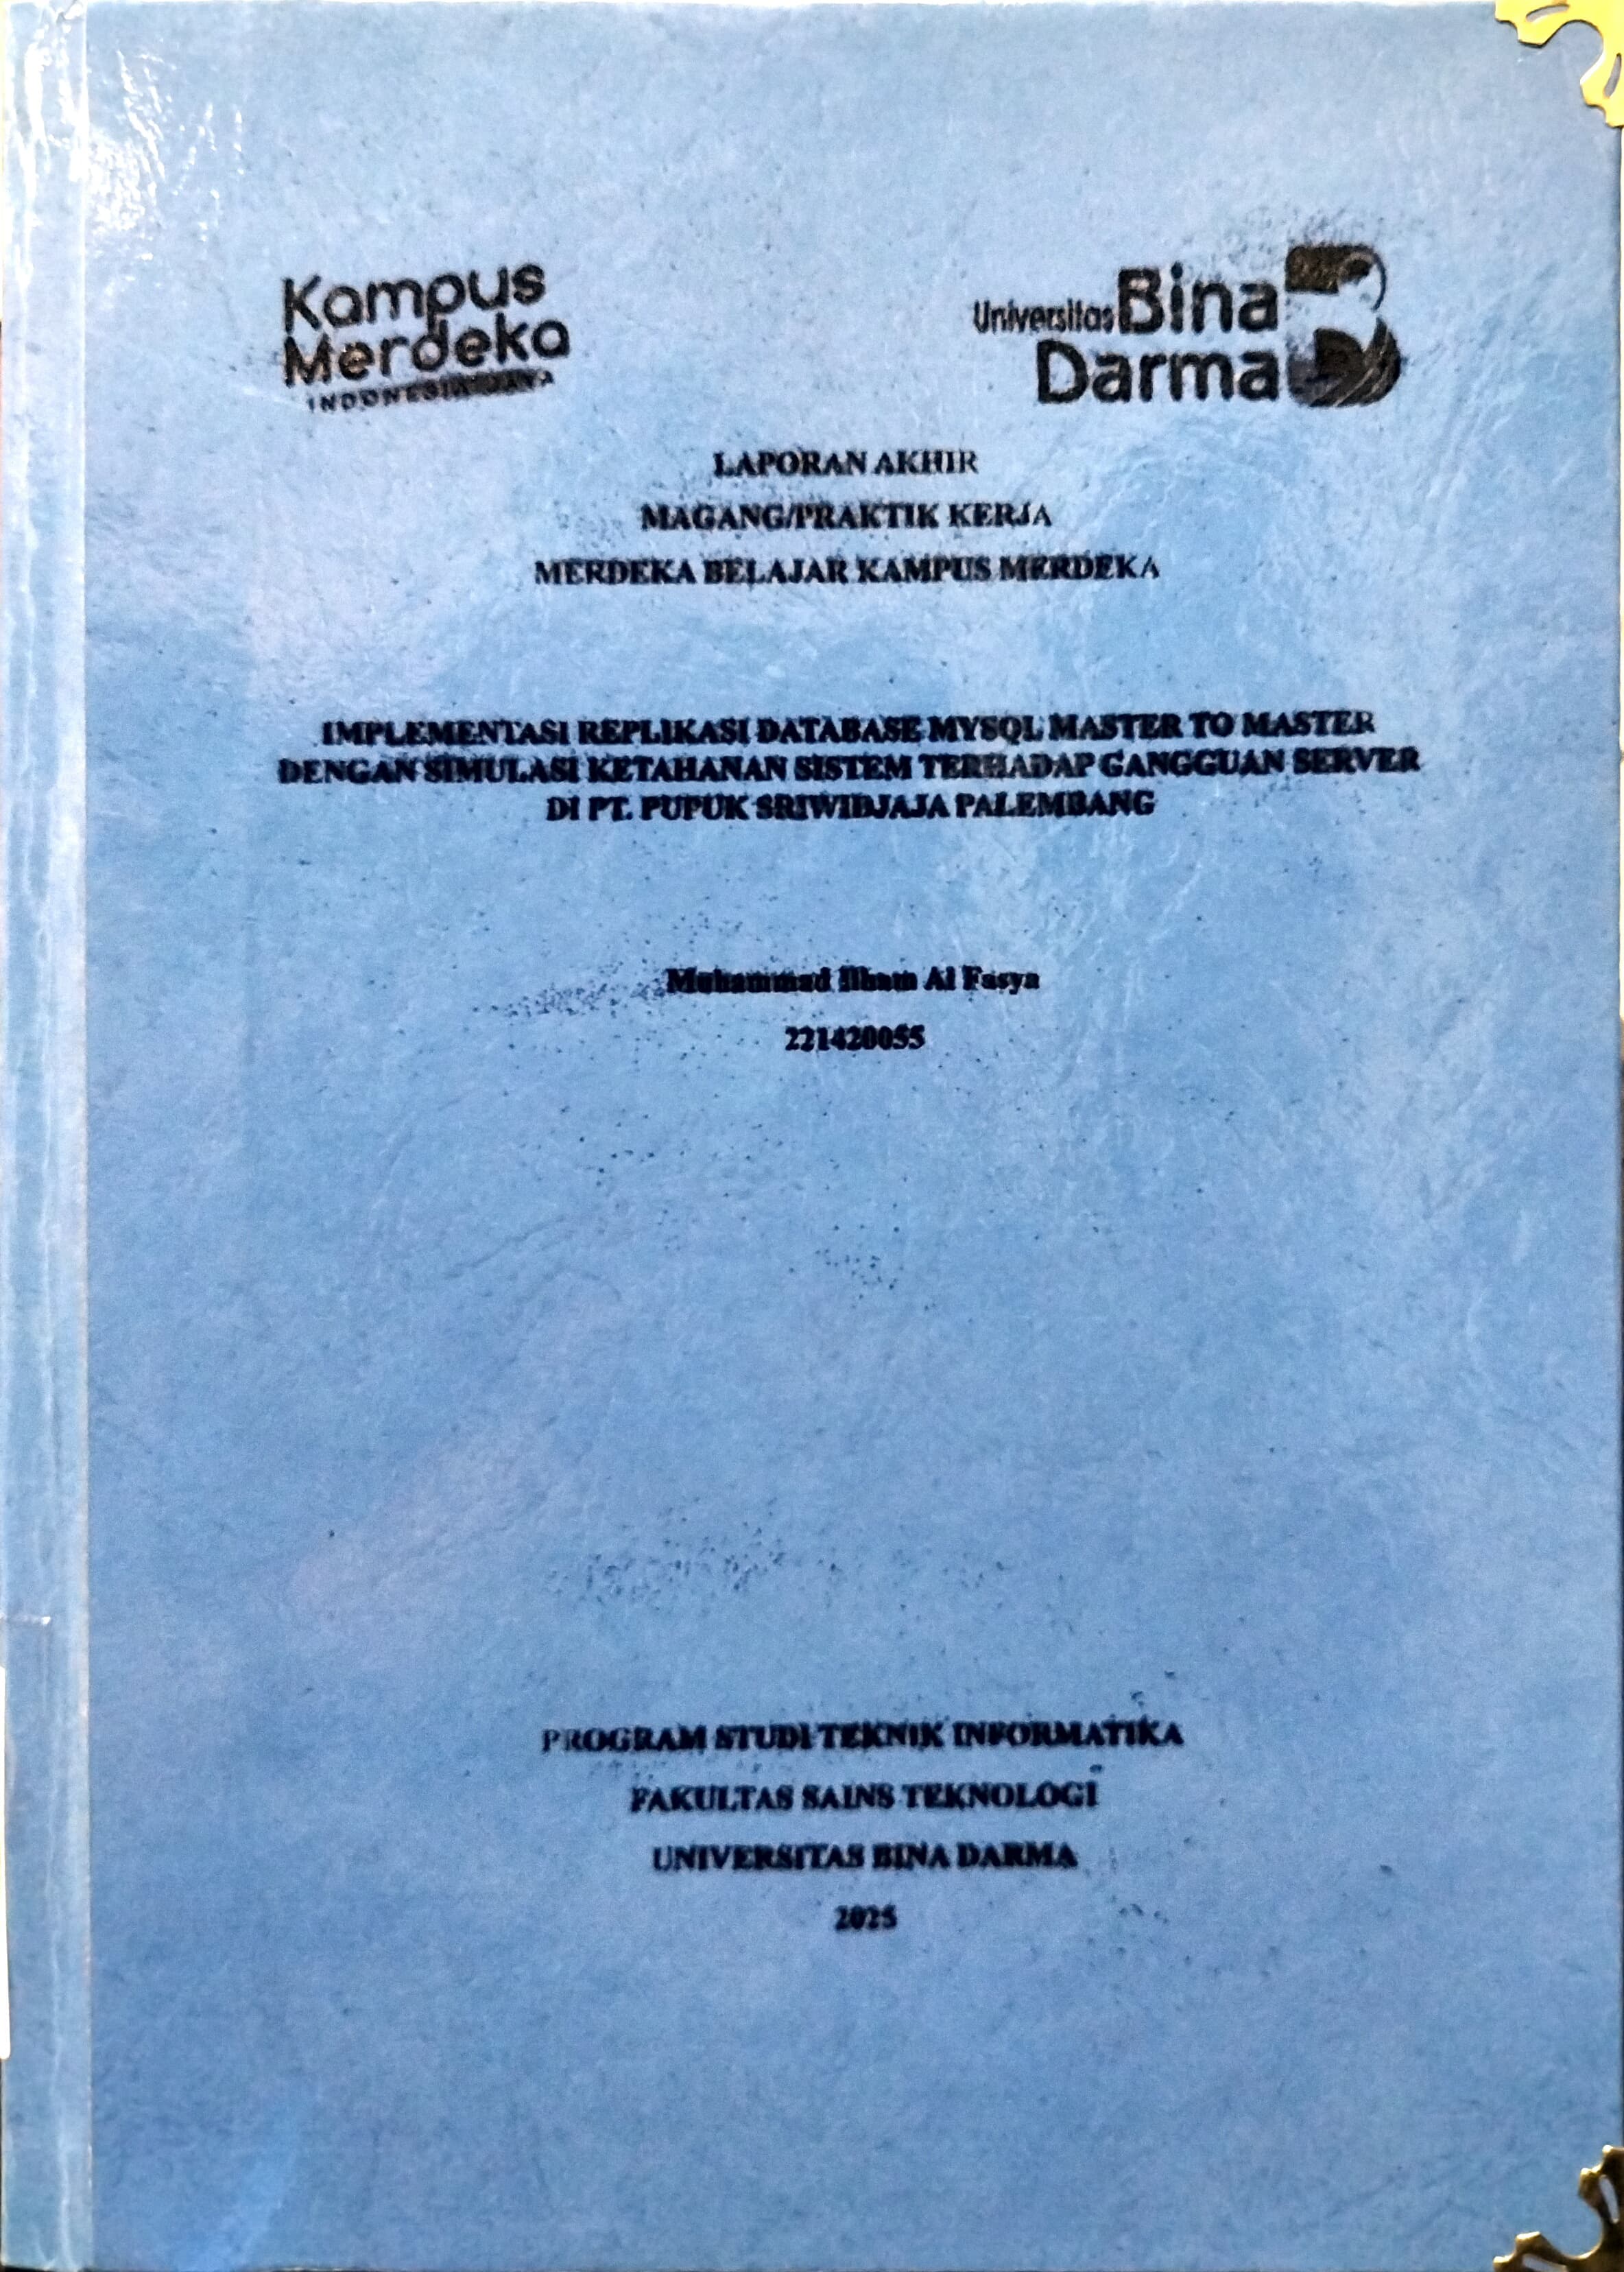 Kampus
Merdeka
INDONESIA JAYA
Universitas Bina
Darma
LAPORAN AKHIR
MAGANG/PRAKTIK KERJA
MERDEKA BELAJAR KAMPUS MERDEKA
IMPLEMENTASI REPLIKASI DATABASE MYSQL MASTER TO MASTER
DENGAN SIMULASI KETAHANAN SISTEM TERHADAP GANGGUAN SERVER
DI PT. PUPUK SRIWIDJAJA PALEMBANG
Muhammad Ilham Al Fasya
221420055
PROGRAM STUDI TEKNIK INFORMATIKA
FAKULTAS SAINS TEKNOLOGI
UNIVERSITAS BINA DARMA
2025